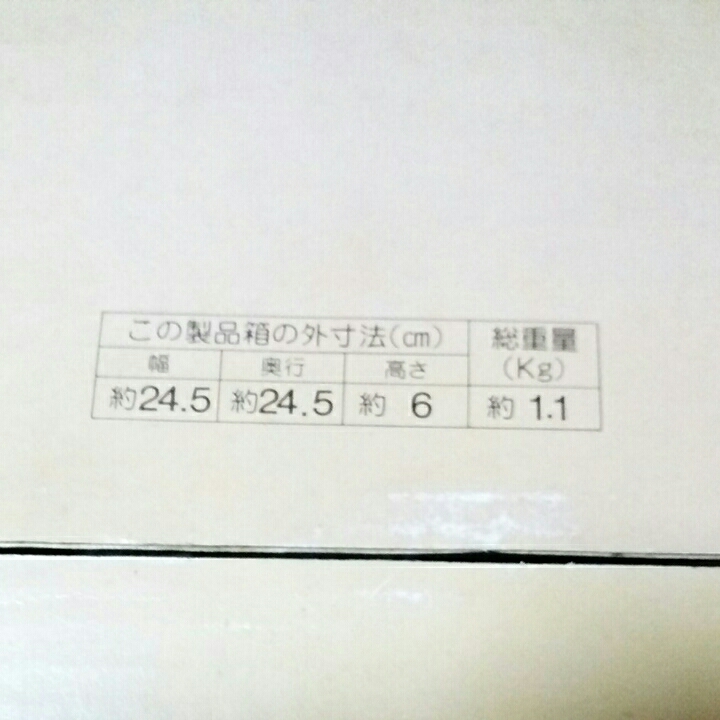 この製品箱の外寸法(cm) 総重量
(Kg)
幅 奥行 高さ
約24.5 約24.5 約 6 約 1.1